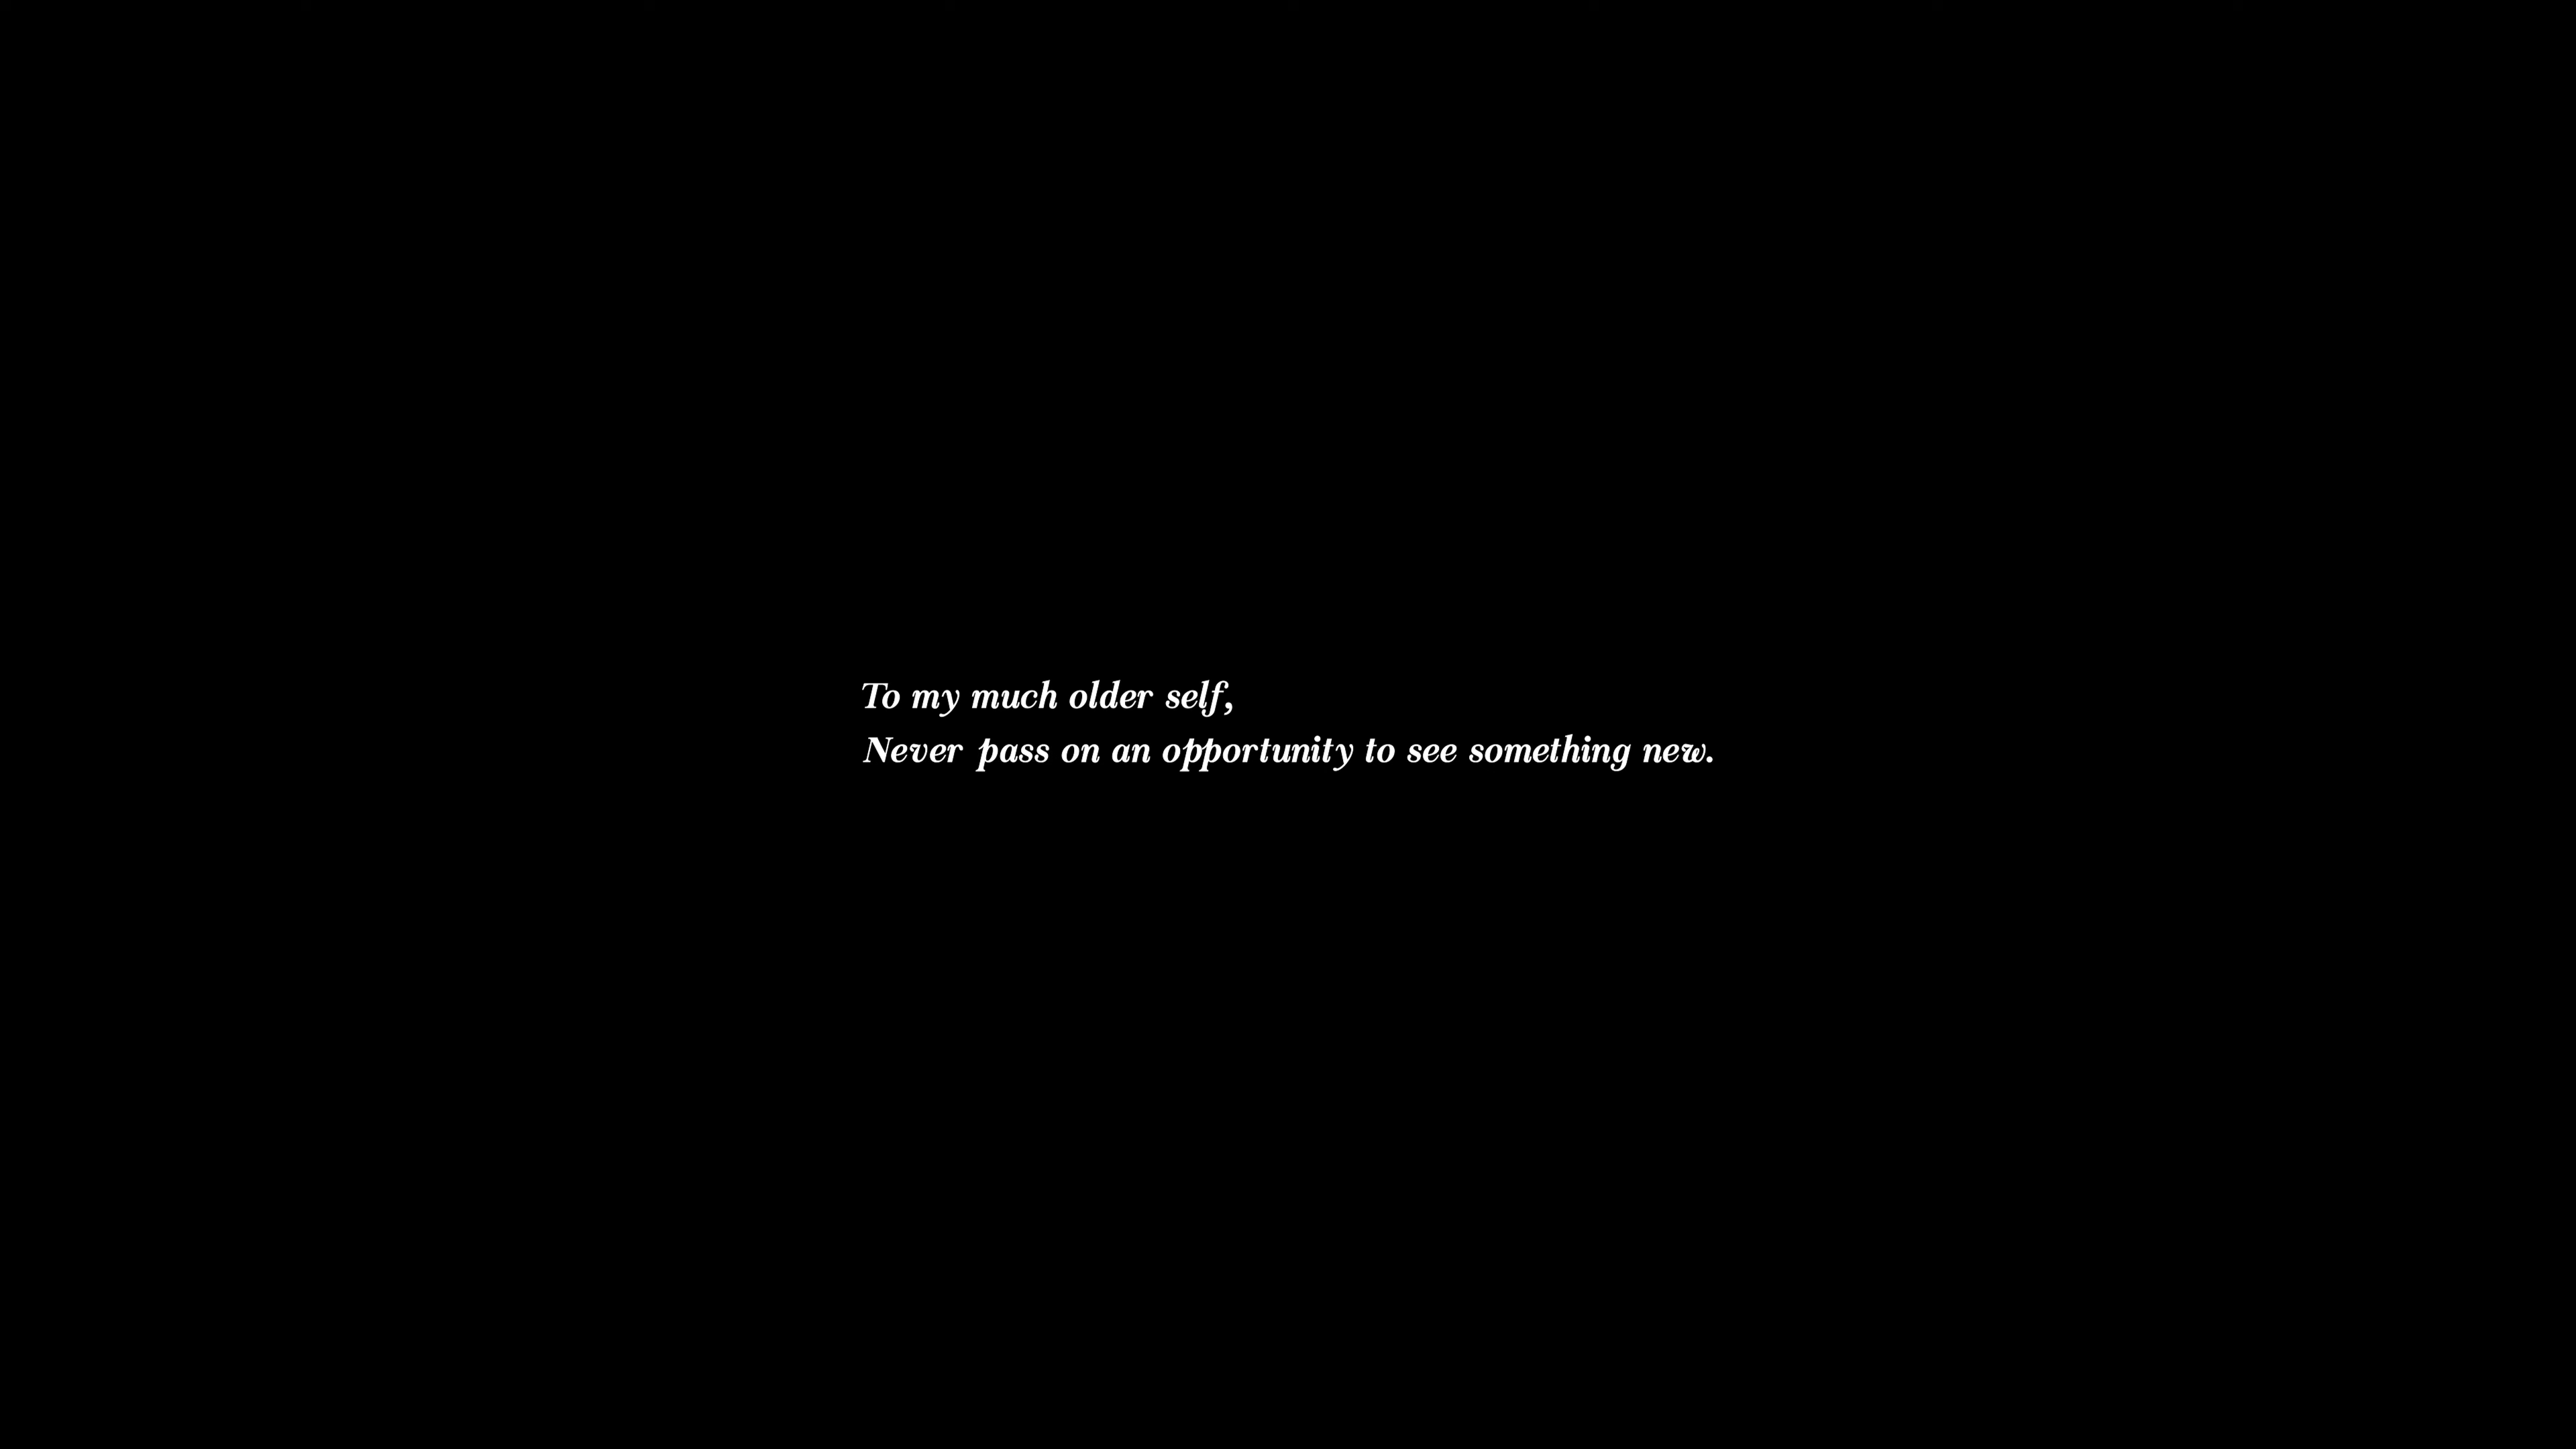 To my much older self,
Never pass on an opportunity to see something new.